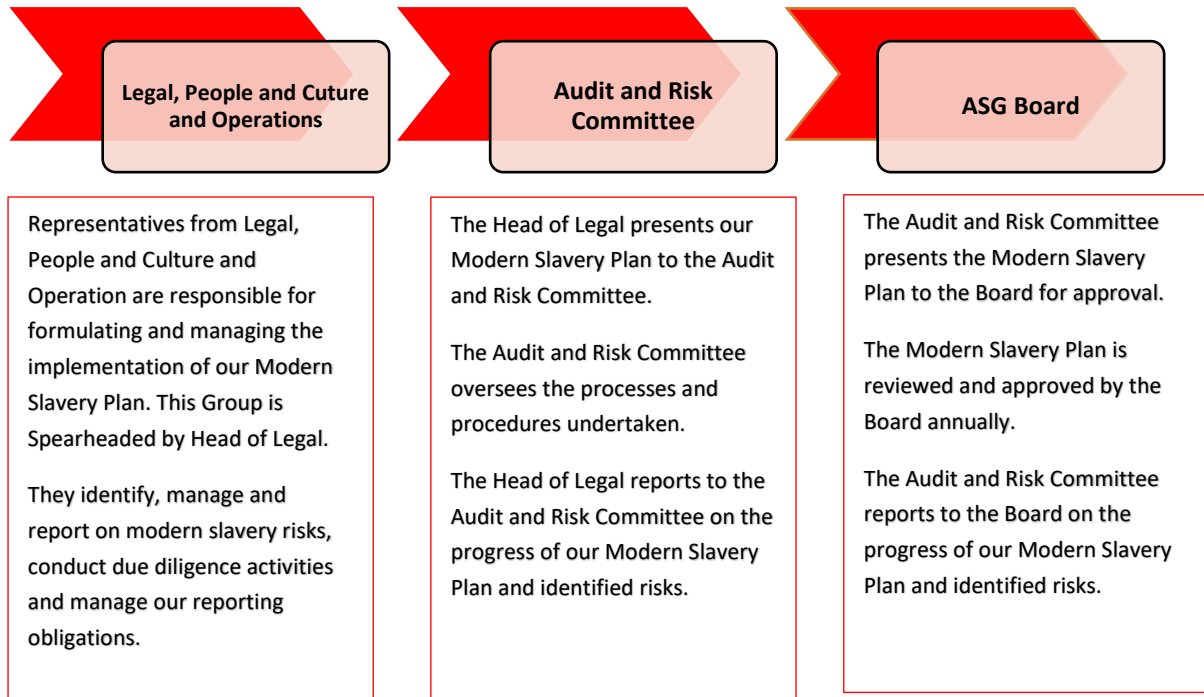 Legal, People and Cuture
and Operations
Representatives from Legal,
People and Culture and
Operation are responsible for
formulating and managing the
implementation of our Modern
Slavery Plan. This Group is
Spearheaded by Head of Legal.
They identify, manage and
report on modern slavery risks,
conduct due diligence activities
and manage our reporting
obligations.
Audit and Risk
Committee
The Head of Legal presents our
Modern Slavery Plan to the Audit
and Risk Committee.
The Audit and Risk Committee
oversees the processes and
procedures undertaken.
The Head of Legal reports to the
Audit and Risk Committee on the
progress of our Modern Slavery
Plan and identified risks.
ASG Board
The Audit and Risk Committee
presents the Modern Slavery
Plan to the Board for approval.
The Modern Slavery Plan is
reviewed and approved by the
Board annually.
The Audit and Risk Committee
reports to the Board on the
progress of our Modern Slavery
Plan and identified risks.